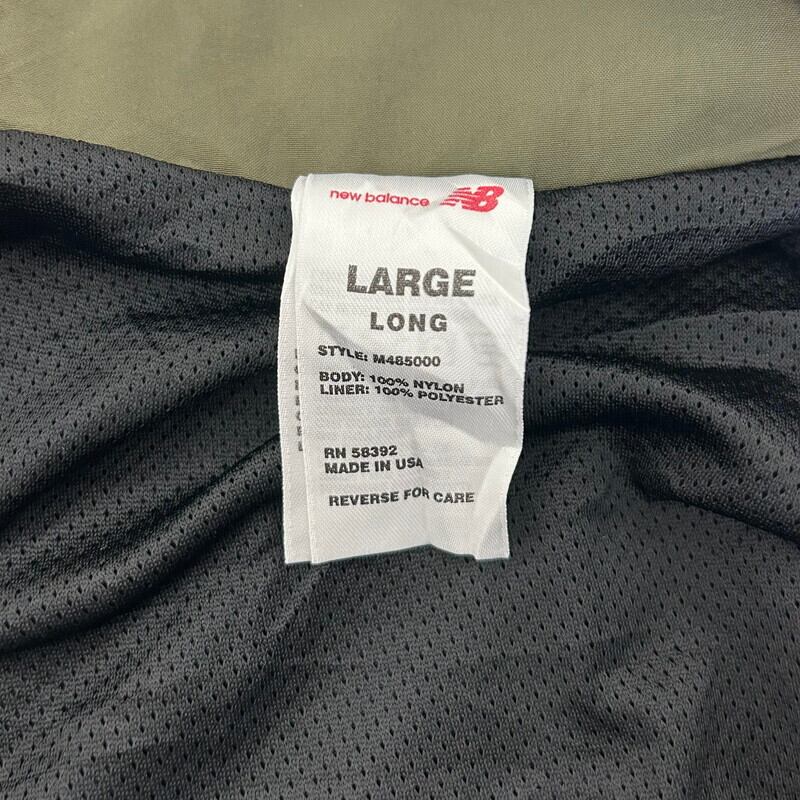 new balance NB
LARGE
LONG
STYLE: M485000
BODY: 100% NYLON
LINER: 100% POLYESTER
RN 58392
MADE IN USA
REVERSE FOR CARE